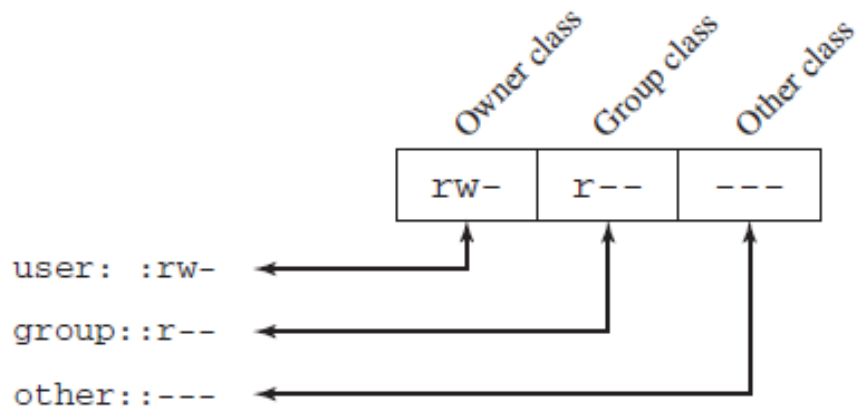 Owner class
Group class
Other class
rw- r-- ---
user: :rw-
group::r--
other::---